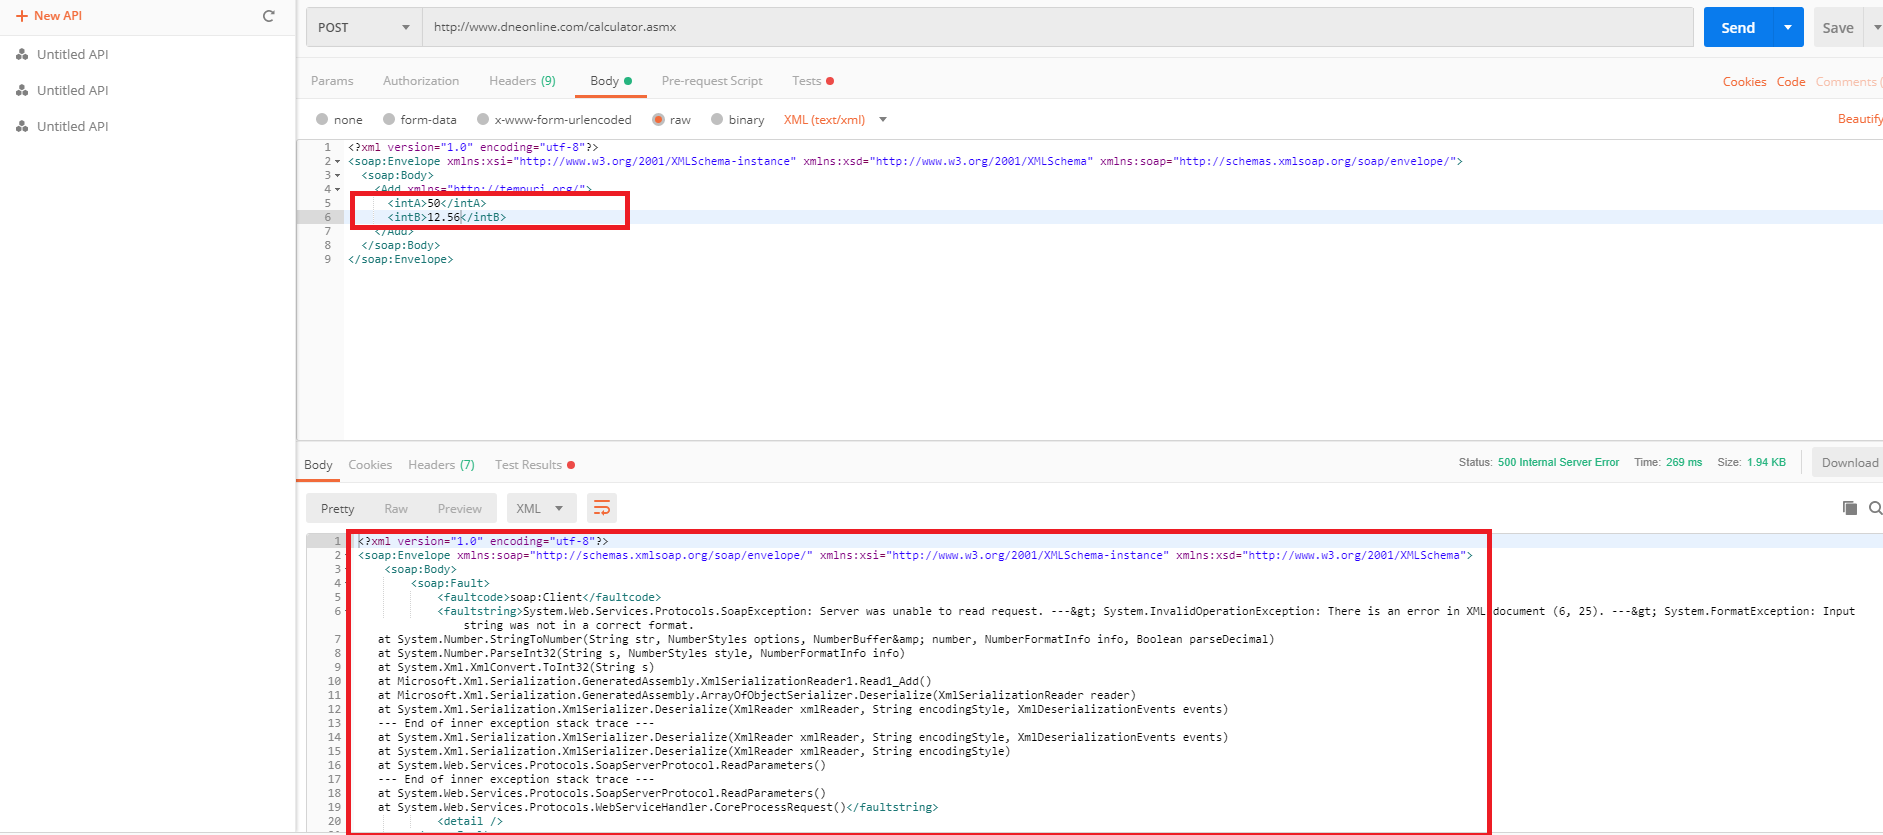 New API
Untitled API
Untitled API
Untitled API
POST
http://www.dneonline.com/calculator.asmx
Send
Save
Params Authorization Headers (9) Body Pre-request Script Tests
Cookies Code Comments (
none form-data x-www-form-urlencoded raw binary XML (text/xml)
Beautify
1 <?xml version="1.0" encoding="utf-8"?>
2 <soap:Envelope xmlns:xsi="http://www.w3.org/2001/XMLSchema-instance" xmlns:xsd="http://www.w3.org/2001/XMLSchema" xmlns:soap="http://schemas.xmlsoap.org/soap/envelope/">
3 <soap:Body>
4 <Add xmlns="http://tempuri.org/">
5 <intA>50</intA>
6 <intB>12.56</intB>
7 </Add>
8 </soap:Body>
9 </soap:Envelope>
Body Cookies Headers (7) Test Results
Status: 500 Internal Server Error Time: 269 ms Size: 1.94 KB Download
Pretty Raw Preview XML
1 <?xml version="1.0" encoding="utf-8"?>
2 <soap:Envelope xmlns:soap="http://schemas.xmlsoap.org/soap/envelope/" xmlns:xsi="http://www.w3.org/2001/XMLSchema-instance" xmlns:xsd="http://www.w3.org/2001/XMLSchema">
3 <soap:Body>
4 <soap:Fault>
5 <faultcode>soap:Client</faultcode>
6 <faultstring>System.Web.Services.Protocols.SoapException: Server was unable to read request. ---&gt; System.InvalidOperationException: There is an error in XML document (6, 25). ---&gt; System.FormatException: Input
string was not in a correct format.
7 at System.Number.StringToNumber(String str, NumberStyles options, NumberBuffer&amp; number, NumberFormatInfo info, Boolean parseDecimal)
8 at System.Number.ParseInt32(String s, NumberStyles style, NumberFormatInfo info)
9 at System.Xml.XmlConvert.ToInt32(String s)
10 at Microsoft.Xml.Serialization.GeneratedAssembly.XmlSerializationReader1.Read1_Add()
11 at Microsoft.Xml.Serialization.GeneratedAssembly.ArrayOfObjectSerializer.Deserialize(XmlSerializationReader reader)
12 at System.Xml.Serialization.XmlSerializer.Deserialize(XmlReader xmlReader, String encodingStyle, XmlDeserializationEvents events)
13 --- End of inner exception stack trace ---
14 at System.Xml.Serialization.XmlSerializer.Deserialize(XmlReader xmlReader, String encodingStyle, XmlDeserializationEvents events)
15 at System.Xml.Serialization.XmlSerializer.Deserialize(XmlReader xmlReader, String encodingStyle)
16 at System.Web.Services.Protocols.SoapServerProtocol.ReadParameters()
17 --- End of inner exception stack trace ---
18 at System.Web.Services.Protocols.SoapServerProtocol.ReadParameters()
19 at System.Web.Services.Protocols.WebServiceHandler.CoreProcessRequest()</faultstring>
20 <detail />